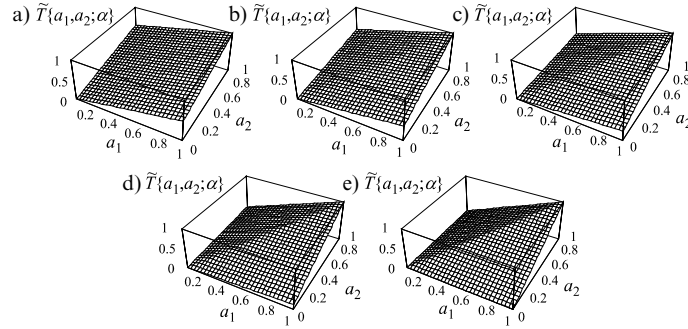 a) T̃{a₁,a₂;α} b) T̃{a₁,a₂;α} c) T̃{a₁,a₂;α}
1 1 1
0.5 0.5 0.5
0 0 0
0.2 0.4 0.6 0.8 1 0.2 0.4 0.6 0.8 1 0.2 0.4 0.6 0.8 1
0 0.2 0.4 0.6 0.8 1 0 0.2 0.4 0.6 0.8 1 0 0.2 0.4 0.6 0.8 1
a₁ a₂ a₁ a₂ a₁ a₂
d) T̃{a₁,a₂;α} e) T̃{a₁,a₂;α}
1 1
0.5 0.5
0 0
0.2 0.4 0.6 0.8 1 0.2 0.4 0.6 0.8 1
0 0.2 0.4 0.6 0.8 1 0 0.2 0.4 0.6 0.8 1
a₁ a₂ a₁ a₂